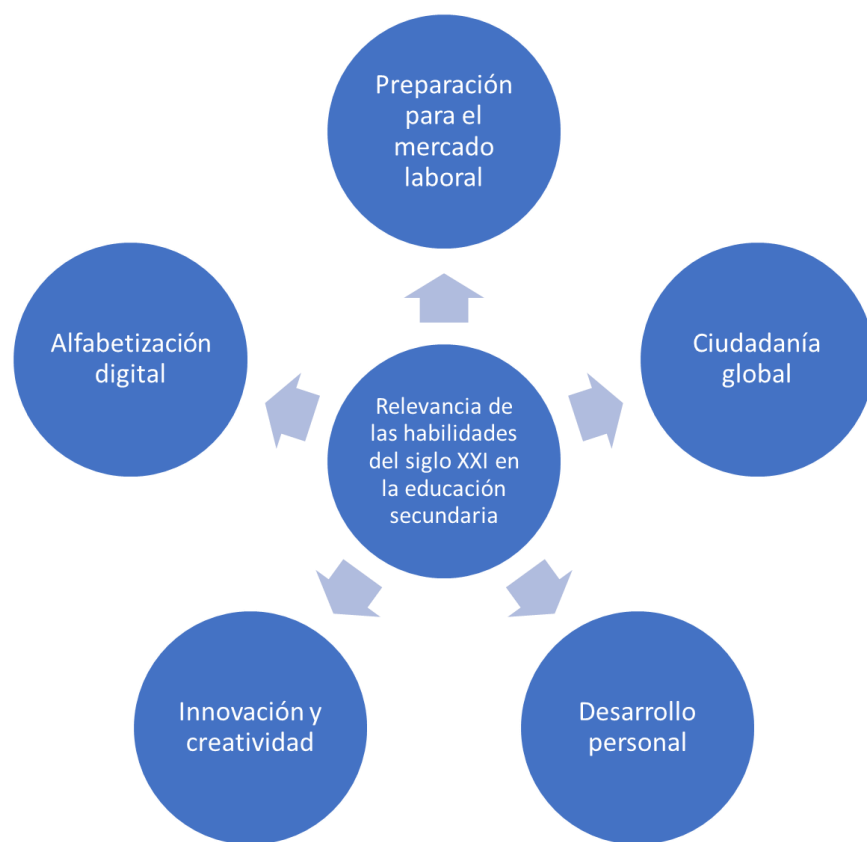 Preparación
para el
mercado
laboral
Alfabetización
digital
Ciudadanía
global
Relevancia de
las habilidades
del siglo XXI en
la educación
secundaria
Innovación y
creatividad
Desarrollo
personal